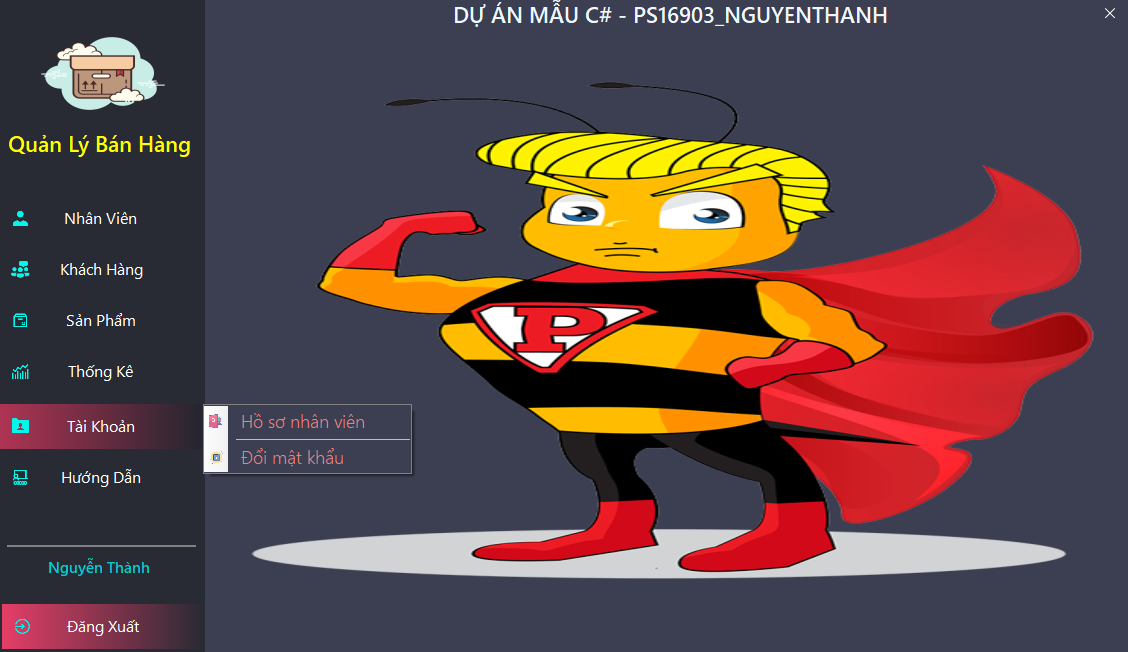 DỰ ÁN MẪU C# - PS16903_NGUYENTHANH
Quản Lý Bán Hàng
Nhân Viên
Khách Hàng
Sản Phẩm
Thống Kê
Tài Khoản
Hồ sơ nhân viên
Đổi mật khẩu
Hướng Dẫn
Nguyễn Thành
Đăng Xuất
P